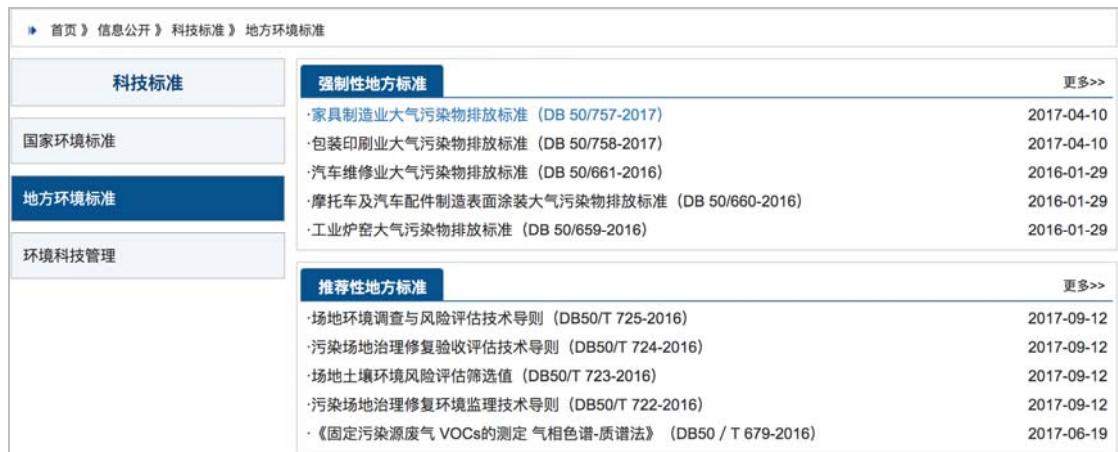 首页 》 信息公开 》 科技标准 》 地方环境标准
科技标准
国家环境标准
地方环境标准
环境科技管理
强制性地方标准 更多>>
·家具制造业大气污染物排放标准（DB 50/757-2017） 2017-04-10
·包装印刷业大气污染物排放标准（DB 50/758-2017） 2017-04-10
·汽车维修业大气污染物排放标准（DB 50/661-2016） 2016-01-29
·摩托车及汽车配件制造表面涂装大气污染物排放标准（DB 50/660-2016） 2016-01-29
·工业炉窑大气污染物排放标准（DB 50/659-2016） 2016-01-29
推荐性地方标准 更多>>
·场地环境调查与风险评估技术导则（DB50/T 725-2016） 2017-09-12
·污染场地治理修复验收评估技术导则（DB50/T 724-2016） 2017-09-12
·场地土壤环境风险评估筛选值（DB50/T 723-2016） 2017-09-12
·污染场地治理修复环境监理技术导则（DB50/T 722-2016） 2017-09-12
·《固定污染源废气 VOCs的测定 气相色谱-质谱法》（DB50 / T 679-2016） 2017-06-19